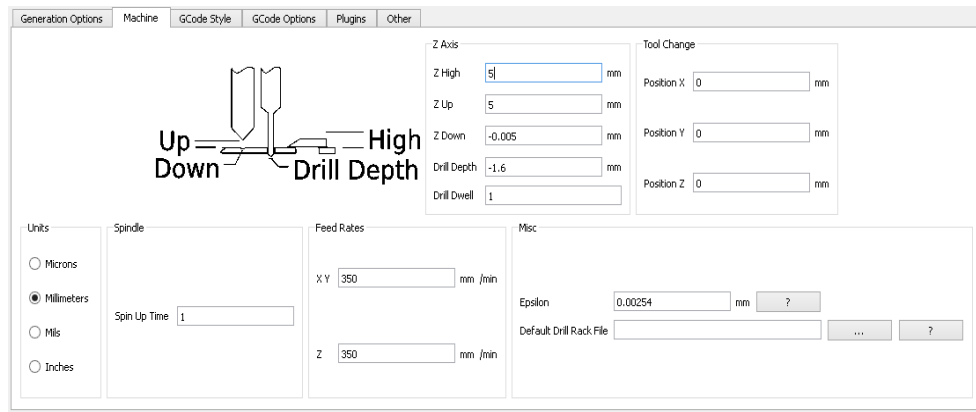 Generation Options Machine GCode Style GCode Options Plugins Other
Up
Down
High
Drill Depth
Z Axis
Z High 5 mm
Z Up 5 mm
Z Down -0.005 mm
Drill Depth -1.6 mm
Drill Dwell 1
Tool Change
Position X 0 mm
Position Y 0 mm
Position Z 0 mm
Units
Microns
Millimeters
Mils
Inches
Spindle
Spin Up Time 1
Feed Rates
X Y 350 mm /min
Z 350 mm /min
Misc
Epsilon 0.00254 mm ?
Default Drill Rack File ... ?